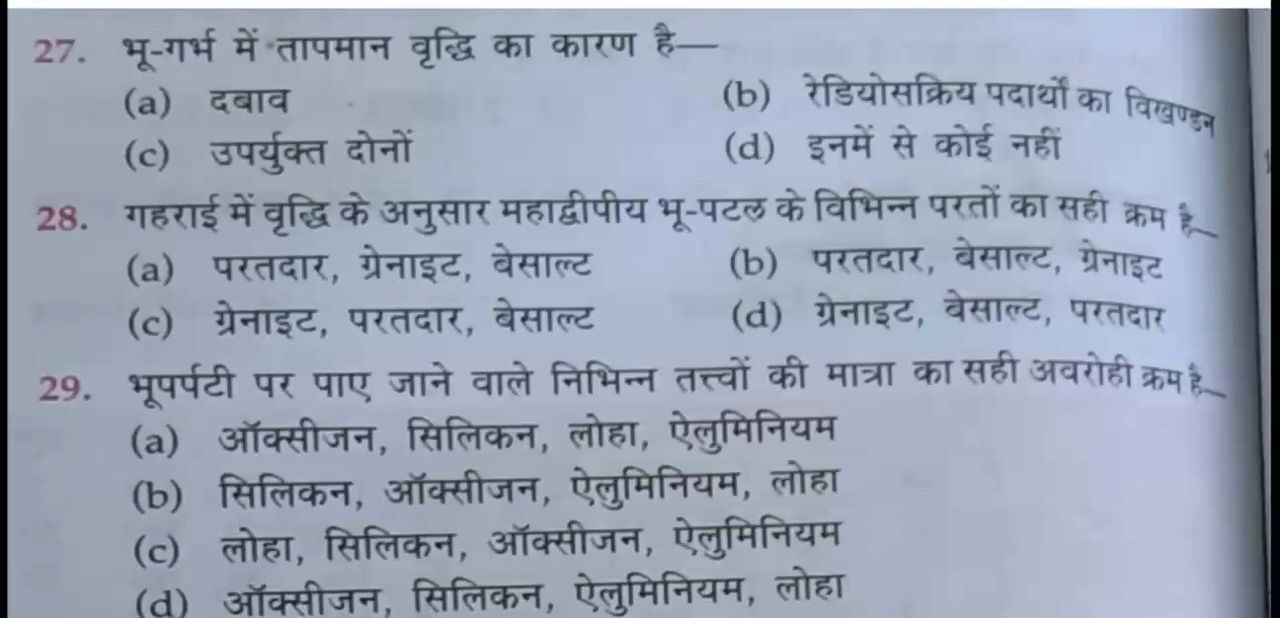 27. भू-गर्भ में तापमान वृद्धि का कारण है—
(a) दबाव (b) रेडियोसक्रिय पदार्थों का विखण्डन
(c) उपर्युक्त दोनों (d) इनमें से कोई नहीं
28. गहराई में वृद्धि के अनुसार महाद्वीपीय भू-पटल के विभिन्न परतों का सही क्रम है—
(a) परतदार, ग्रेनाइट, बेसाल्ट (b) परतदार, बेसाल्ट, ग्रेनाइट
(c) ग्रेनाइट, परतदार, बेसाल्ट (d) ग्रेनाइट, बेसाल्ट, परतदार
29. भूपर्पटी पर पाए जाने वाले निभिन्न तत्त्वों की मात्रा का सही अवरोही क्रम है—
(a) ऑक्सीजन, सिलिकन, लोहा, ऐलुमिनियम
(b) सिलिकन, ऑक्सीजन, ऐलुमिनियम, लोहा
(c) लोहा, सिलिकन, ऑक्सीजन, ऐलुमिनियम
(d) ऑक्सीजन, सिलिकन, ऐलुमिनियम, लोहा